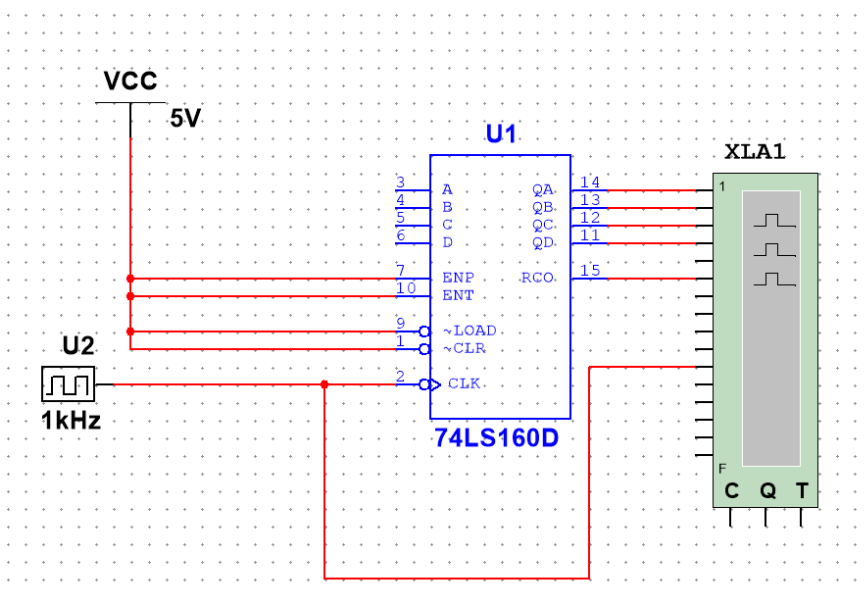 VCC
5V
U1
XLA1
3 A QA 14 1
4 B QB 13
5 C QC 12
6 D QD 11
7 ENP RCO 15
10 ENT
9 ~LOAD
1 ~CLR
U2
2 CLK
1kHz
74LS160D
F
C Q T